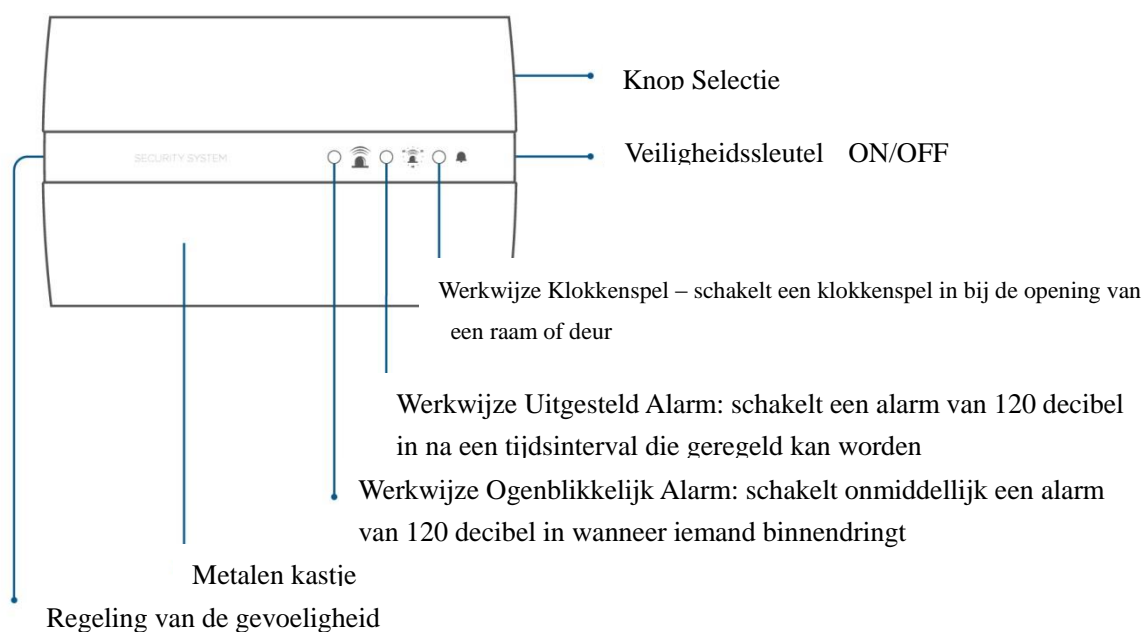 Knop Selectie
SECURITY SYSTEM
Veiligheidssleutel ON/OFF
Werkwijze Klokkenspel – schakelt een klokkenspel in bij de opening van
een raam of deur
Werkwijze Uitgesteld Alarm: schakelt een alarm van 120 decibel
in na een tijdsinterval die geregeld kan worden
Werkwijze Ogenblikkelijk Alarm: schakelt onmiddellijk een alarm
van 120 decibel in wanneer iemand binnendringt
Metalen kastje
Regeling van de gevoeligheid